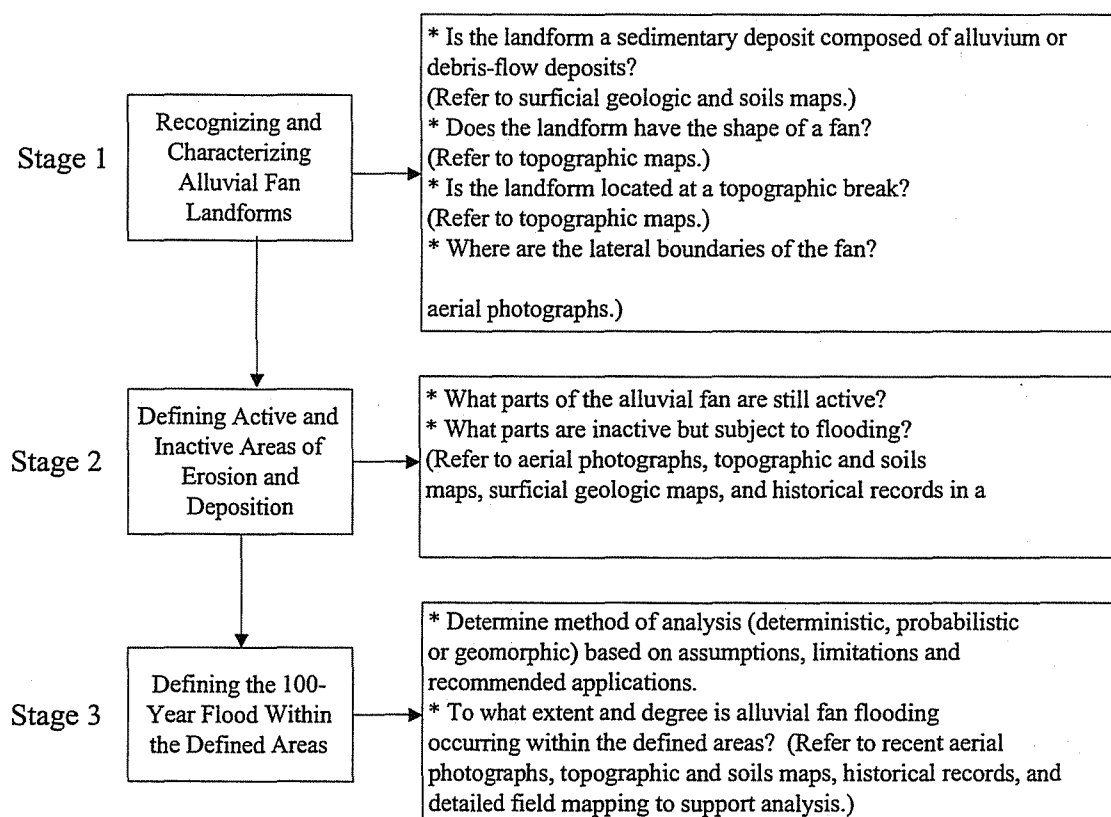 Stage 1
Recognizing and
Characterizing
Alluvial Fan
Landforms
* Is the landform a sedimentary deposit composed of alluvium or
debris-flow deposits?
(Refer to surficial geologic and soils maps.)
* Does the landform have the shape of a fan?
(Refer to topographic maps.)
* Is the landform located at a topographic break?
(Refer to topographic maps.)
* Where are the lateral boundaries of the fan?
aerial photographs.)
Stage 2
Defining Active and
Inactive Areas of
Erosion and
Deposition
* What parts of the alluvial fan are still active?
* What parts are inactive but subject to flooding?
(Refer to aerial photographs, topographic and soils
maps, surficial geologic maps, and historical records in a
Stage 3
Defining the 100-
Year Flood Within
the Defined Areas
* Determine method of analysis (deterministic, probabilistic
or geomorphic) based on assumptions, limitations and
recommended applications.
* To what extent and degree is alluvial fan flooding
occurring within the defined areas? (Refer to recent aerial
photographs, topographic and soils maps, historical records, and
detailed field mapping to support analysis.)